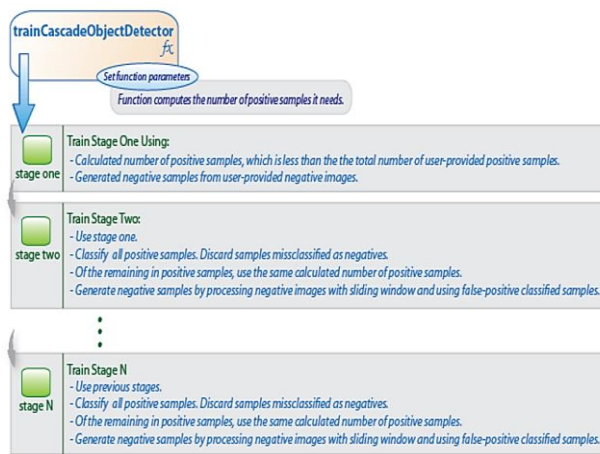 trainCascadeObjectDetector
fx
Set function parameters
Function computes the number of positive samples it needs.
Train Stage One Using:
- Calculated number of positive samples, which is less than the the total number of user-provided positive samples.
- Generated negative samples from user-provided negative images.
stage one
Train Stage Two:
- Use stage one.
- Classify all positive samples. Discard samples missclassified as negatives.
- Of the remaining in positive samples, use the same calculated number of positive samples.
- Generate negative samples by processing negative images with sliding window and using false-positive classified samples.
stage two
Train Stage N
- Use previous stages.
- Classify all positive samples. Discard samples missclassified as negatives.
- Of the remaining in positive samples, use the same calculated number of positive samples.
- Generate negative samples by processing negative images with sliding window and using false-positive classified samples.
stage N